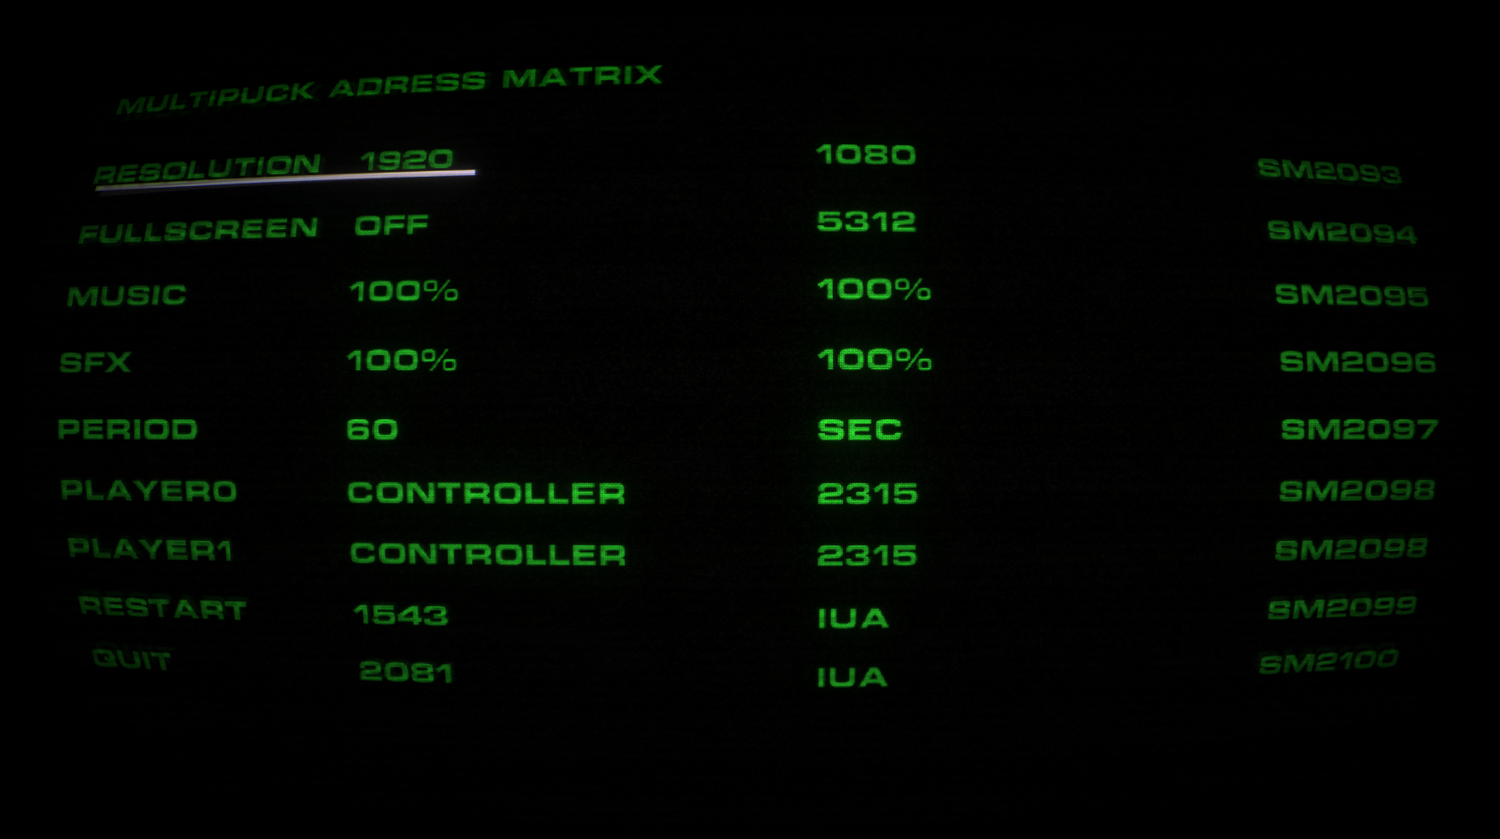 MULTIPUCK ADRESS MATRIX
RESOLUTION 1920 1080 SM2093
FULLSCREEN OFF 5312 SM2094
MUSIC 100% 100% SM2095
SFX 100% 100% SM2096
PERIOD 60 SEC SM2097
PLAYER0 CONTROLLER 2315 SM2098
PLAYER1 CONTROLLER 2315 SM2098
RESTART 1543 IUA SM2099
QUIT 2081 IUA SM2100